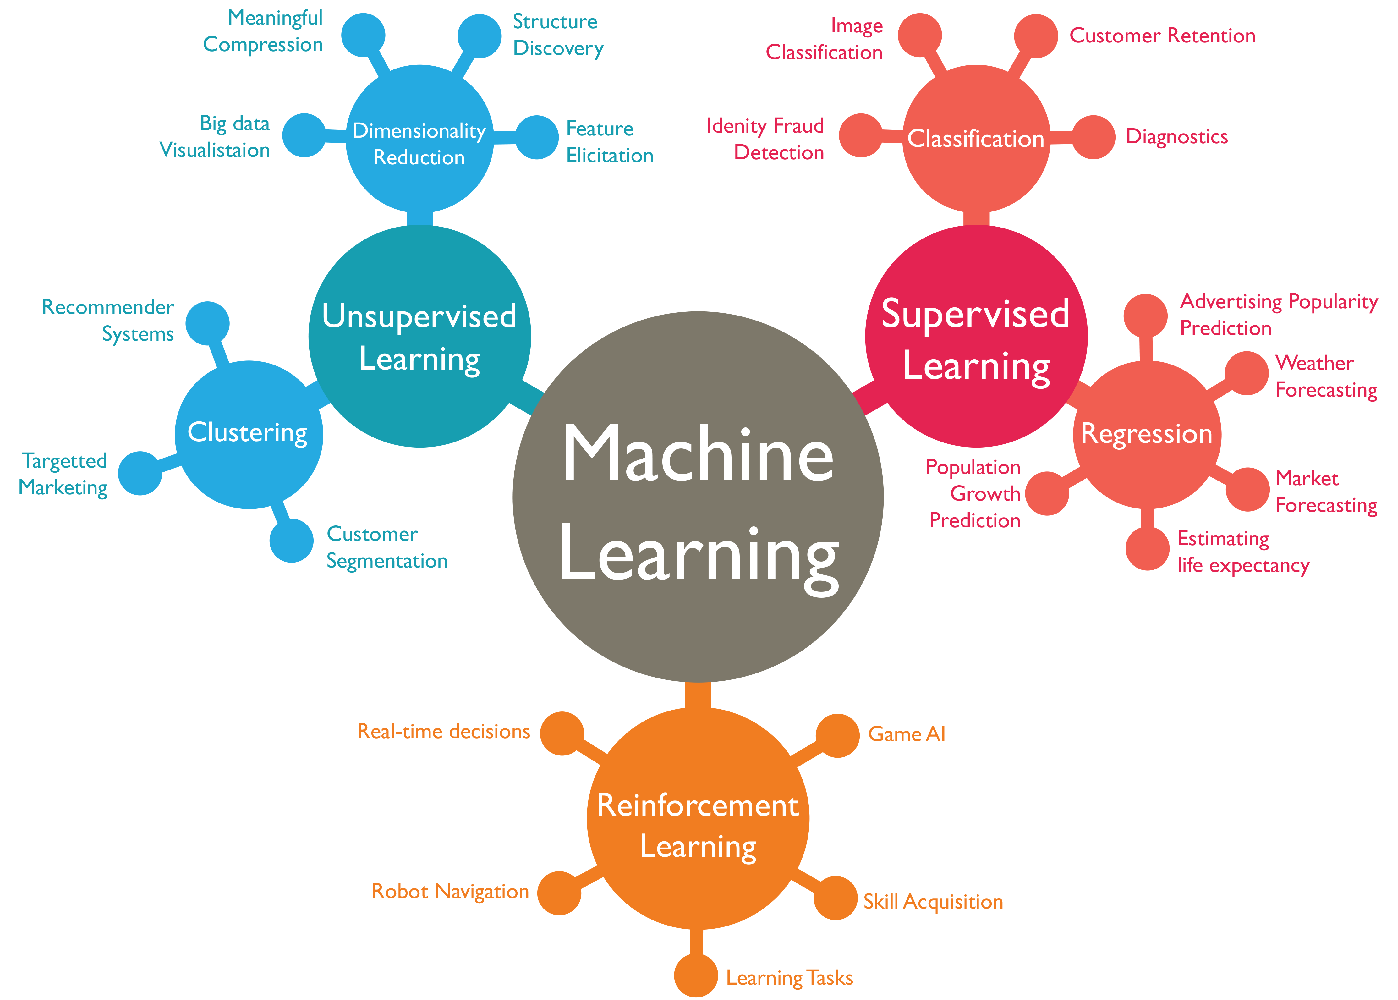 Meaningful
Compression
Structure
Discovery
Big data
Visualistaion
Dimensionality
Reduction
Feature
Elicitation
Recommender
Systems
Unsupervised
Learning
Clustering
Targetted
Marketing
Customer
Segmentation
Machine
Learning
Image
Classification
Customer Retention
Idenity Fraud
Detection
Classification
Diagnostics
Supervised
Learning
Advertising Popularity
Prediction
Weather
Forecasting
Regression
Population
Growth
Prediction
Market
Forecasting
Estimating
life expectancy
Real-time decisions
Game AI
Reinforcement
Learning
Robot Navigation
Skill Acquisition
Learning Tasks